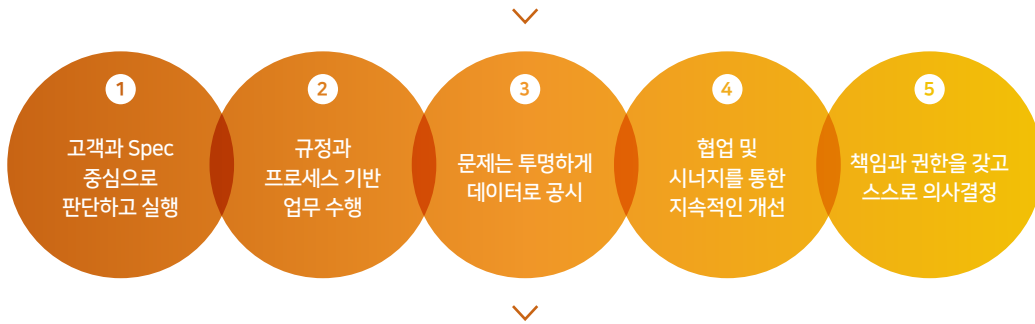 1
고객과 Spec
중심으로
판단하고 실행
2
규정과
프로세스 기반
업무 수행
3
문제는 투명하게
데이터로 공시
4
협업 및
시너지를 통한
지속적인 개선
5
책임과 권한을 갖고
스스로 의사결정